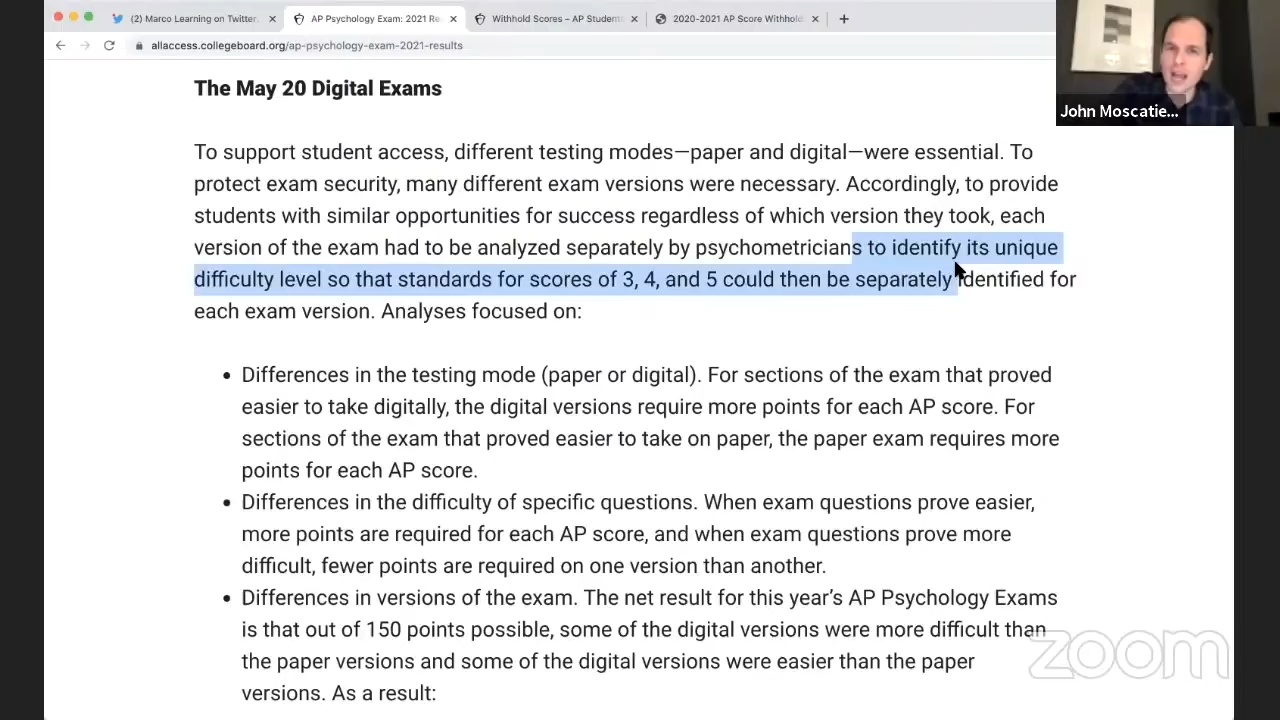 (2) Marco Learning on Twitter
AP Psychology Exam: 2021 Re
Withhold Scores – AP Studen
2020-2021 AP Score Withhol
allaccess.collegeboard.org/ap-psychology-exam-2021-results
John Moscatie...
The May 20 Digital Exams
To support student access, different testing modes—paper and digital—were essential. To
protect exam security, many different exam versions were necessary. Accordingly, to provide
students with similar opportunities for success regardless of which version they took, each
version of the exam had to be analyzed separately by psychometricians to identify its unique
difficulty level so that standards for scores of 3, 4, and 5 could then be separately identified for
each exam version. Analyses focused on:
• Differences in the testing mode (paper or digital). For sections of the exam that proved
easier to take digitally, the digital versions require more points for each AP score. For
sections of the exam that proved easier to take on paper, the paper exam requires more
points for each AP score.
• Differences in the difficulty of specific questions. When exam questions prove easier,
more points are required for each AP score, and when exam questions prove more
difficult, fewer points are required on one version than another.
• Differences in versions of the exam. The net result for this year’s AP Psychology Exams
is that out of 150 points possible, some of the digital versions were more difficult than
the paper versions and some of the digital versions were easier than the paper
versions. As a result:
zoom